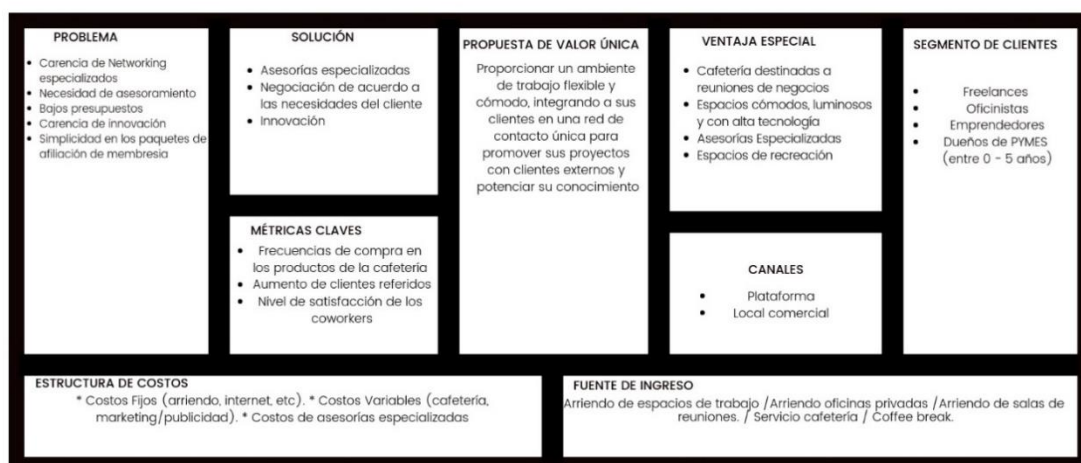 PROBLEMA
• Carencia de Networking
especializados
• Necesidad de asesoramiento
• Bajos presupuestos
• Carencia de innovación
• Simplicidad en los paquetes de
afiliación de membresia
SOLUCIÓN
• Asesorías especializadas
• Negociación de acuerdo a
las necesidades del cliente
• Innovación
MÉTRICAS CLAVES
• Frecuencias de compra en
los productos de la cafetería
• Aumento de clientes referidos
• Nivel de satisfacción de los
coworkers
PROPUESTA DE VALOR ÚNICA
Proporcionar un ambiente
de trabajo flexible y
cómodo, integrando a sus
clientes en una red de
contacto única para
promover sus proyectos
con clientes externos y
potenciar su conocimiento
VENTAJA ESPECIAL
• Cafetería destinadas a
reuniones de negocios
• Espacios cómodos, luminosos
y con alta tecnología
• Asesorías Especializadas
• Espacios de recreación
CANALES
• Plataforma
• Local comercial
SEGMENTO DE CLIENTES
• Freelances
• Oficinistas
• Emprendedores
• Dueños de PYMES
(entre 0 - 5 años)
ESTRUCTURA DE COSTOS
* Costos Fijos (arriendo, internet, etc). * Costos Variables (cafetería,
marketing/publicidad). * Costos de asesorías especializadas
FUENTE DE INGRESO
Arriendo de espacios de trabajo /Arriendo oficinas privadas /Arriendo de salas de
reuniones. / Servicio cafetería / Coffee break.